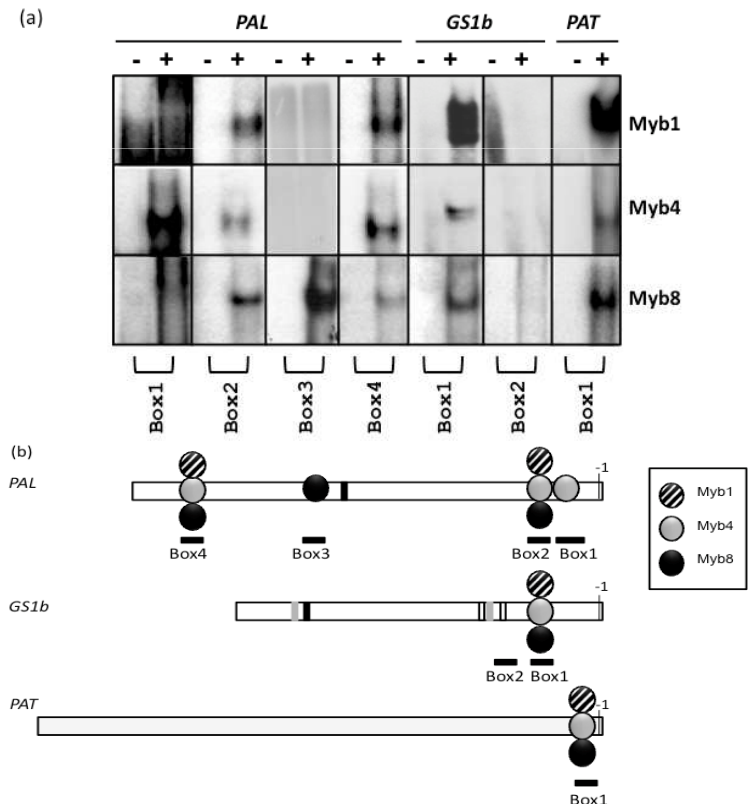 (a)
PAL GS1b PAT
- + - + - + - + - + - + - +
Myb1
Myb4
Myb8
Box1 Box2 Box3 Box4 Box1 Box2 Box1
(b)
PAL
-1
Box4 Box3 Box2 Box1
Myb1
Myb4
Myb8
GS1b
-1
Box2 Box1
PAT
-1
Box1